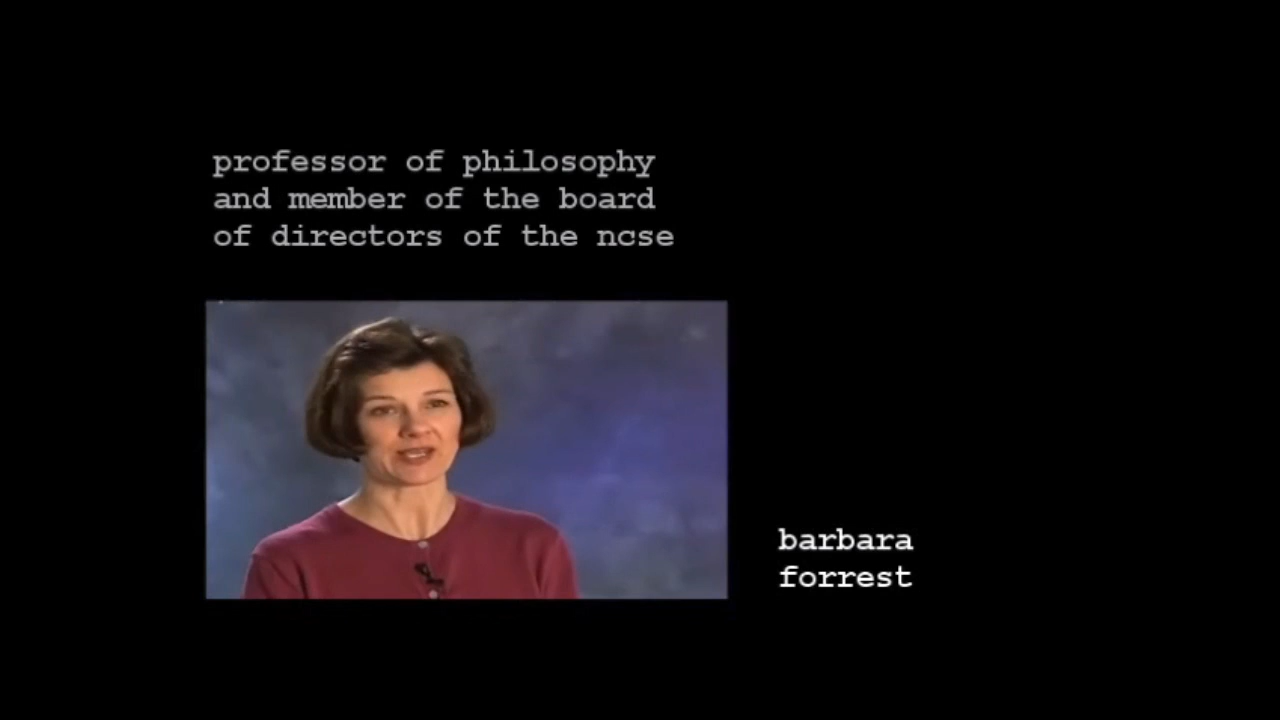 professor of philosophy
and member of the board
of directors of the ncse
barbara
forrest